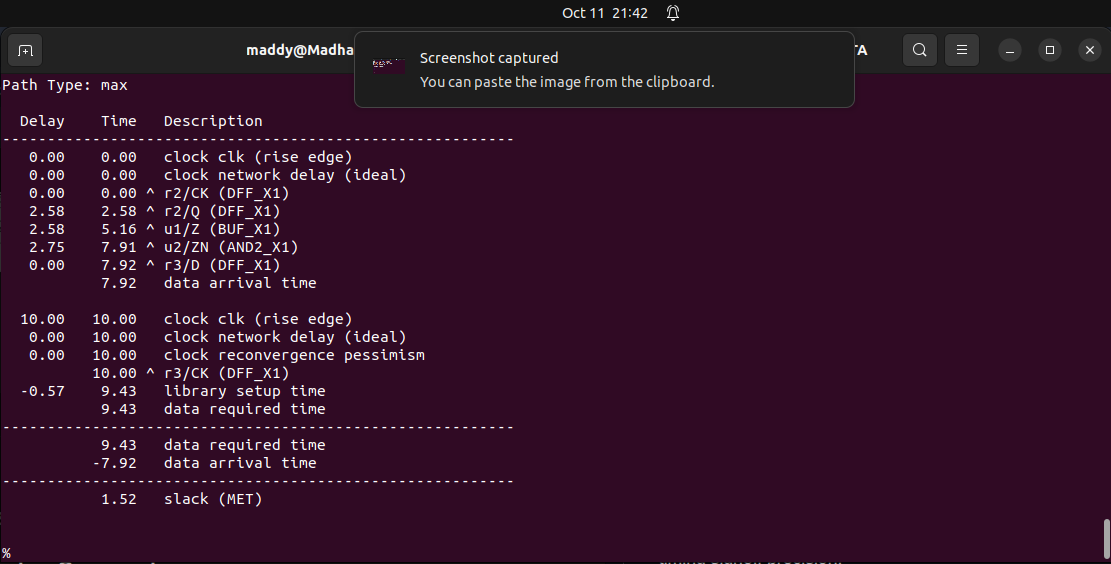 Oct 11 21:42
maddy@Madha
TA
Screenshot captured
You can paste the image from the clipboard.
Path Type: max
Delay Time Description
---------------------------------------------------------
0.00 0.00 clock clk (rise edge)
0.00 0.00 clock network delay (ideal)
0.00 0.00 ^ r2/CK (DFF_X1)
2.58 2.58 ^ r2/Q (DFF_X1)
2.58 5.16 ^ u1/Z (BUF_X1)
2.75 7.91 ^ u2/ZN (AND2_X1)
0.00 7.92 ^ r3/D (DFF_X1)
7.92 data arrival time
10.00 10.00 clock clk (rise edge)
0.00 10.00 clock network delay (ideal)
0.00 10.00 clock reconvergence pessimism
10.00 ^ r3/CK (DFF_X1)
-0.57 9.43 library setup time
9.43 data required time
---------------------------------------------------------
9.43 data required time
-7.92 data arrival time
---------------------------------------------------------
1.52 slack (MET)
%